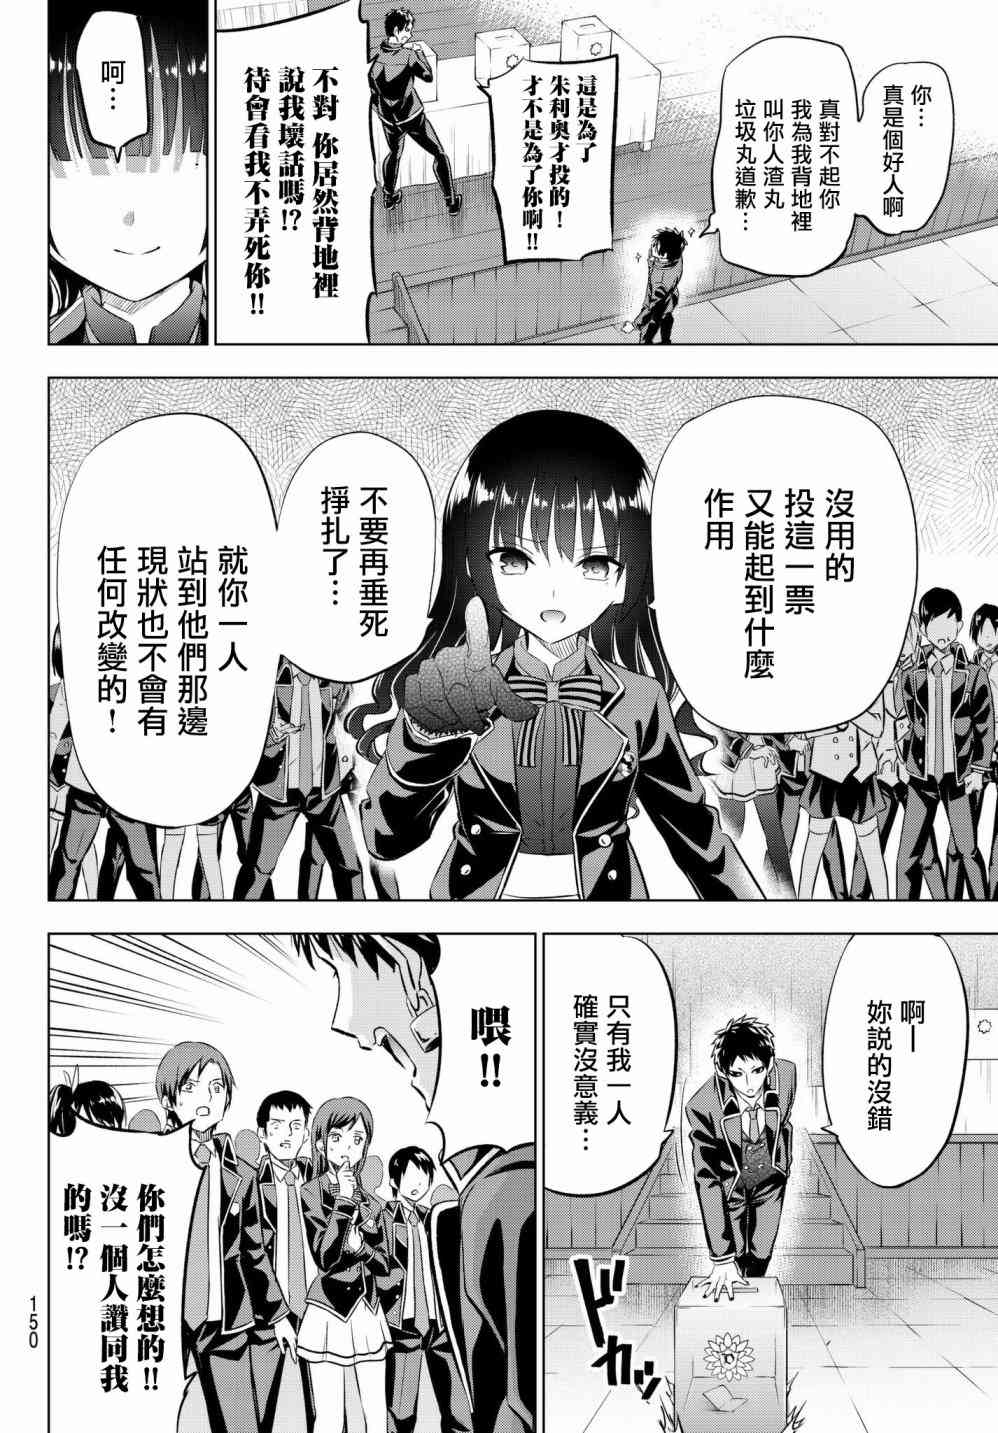 你…
真是個好人啊
真對不起你
我為我背地裡
叫你人渣丸
垃圾丸道歉…
這是為了
朱利奧才投的！
才不是為了你啊!!
不對 你居然背地裡
說我壞話嗎!?
待會看我不弄死你!!
呵…
沒用的
投這一票
又能起到什麼
作用
不要再垂死
掙扎了…
就你一人
站到他們那邊
現狀也不會有
任何改變的！
啊—
妳說的沒錯
只有我一人
確實沒意義…
ドンッ
喂!!
你們怎麼想的!!
沒一個人讚同我
的嗎!?
150